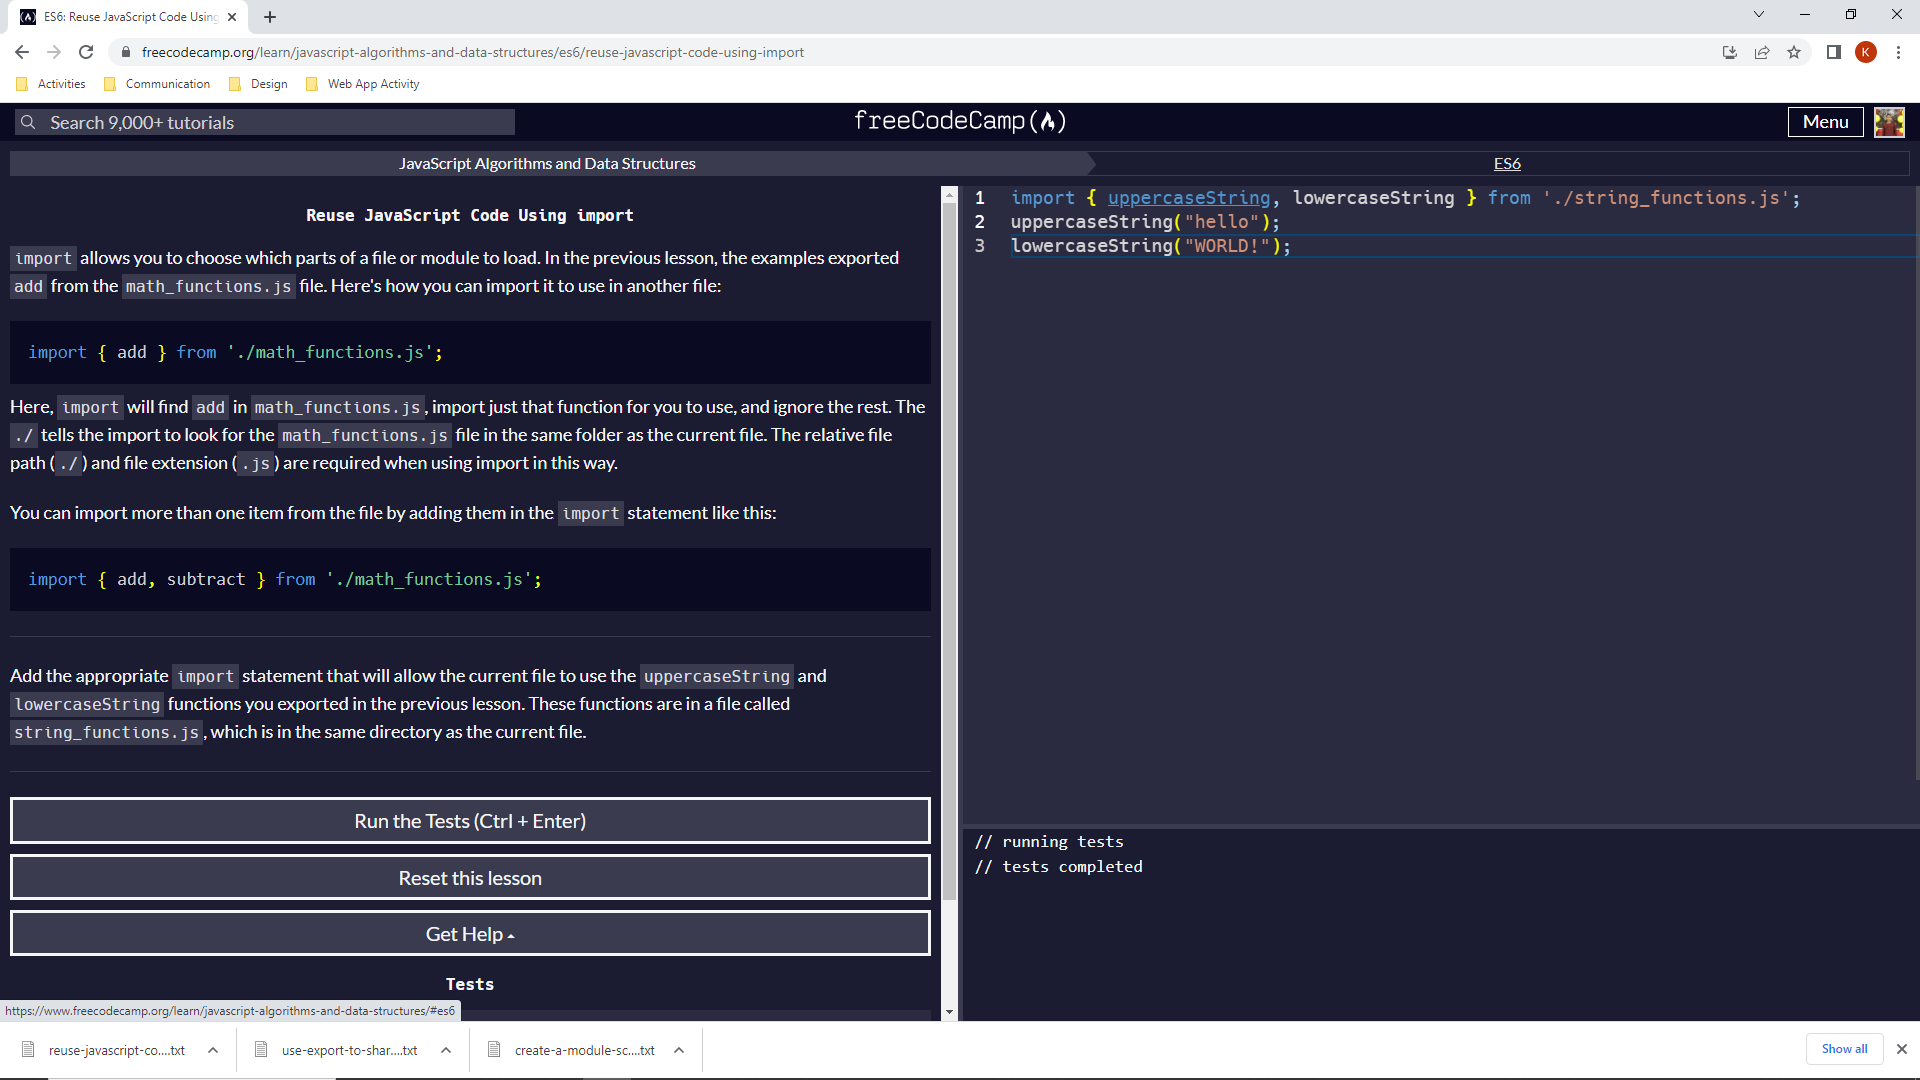 ES6: Reuse JavaScript Code Using
freecodecamp.org/learn/javascript-algorithms-and-data-structures/es6/reuse-javascript-code-using-import
K
Activities Communication Design Web App Activity
Search 9,000+ tutorials
freeCodeCamp
Menu
JavaScript Algorithms and Data Structures
ES6
Reuse JavaScript Code Using import
import allows you to choose which parts of a file or module to load. In the previous lesson, the examples exported
add from the math_functions.js file. Here's how you can import it to use in another file:
import { add } from './math_functions.js';
Here, import will find add in math_functions.js, import just that function for you to use, and ignore the rest. The
./ tells the import to look for the math_functions.js file in the same folder as the current file. The relative file
path (./) and file extension (.js) are required when using import in this way.
You can import more than one item from the file by adding them in the import statement like this:
import { add, subtract } from './math_functions.js';
Add the appropriate import statement that will allow the current file to use the uppercaseString and
lowercaseString functions you exported in the previous lesson. These functions are in a file called
string_functions.js, which is in the same directory as the current file.
Run the Tests (Ctrl + Enter)
Reset this lesson
Get Help
Tests
1 import { uppercaseString, lowercaseString } from './string_functions.js';
2 uppercaseString("hello");
3 lowercaseString("WORLD!");
// running tests
// tests completed
https://www.freecodecamp.org/learn/javascript-algorithms-and-data-structures/#es6
reuse-javascript-co....txt use-export-to-shar....txt create-a-module-sc....txt
Show all